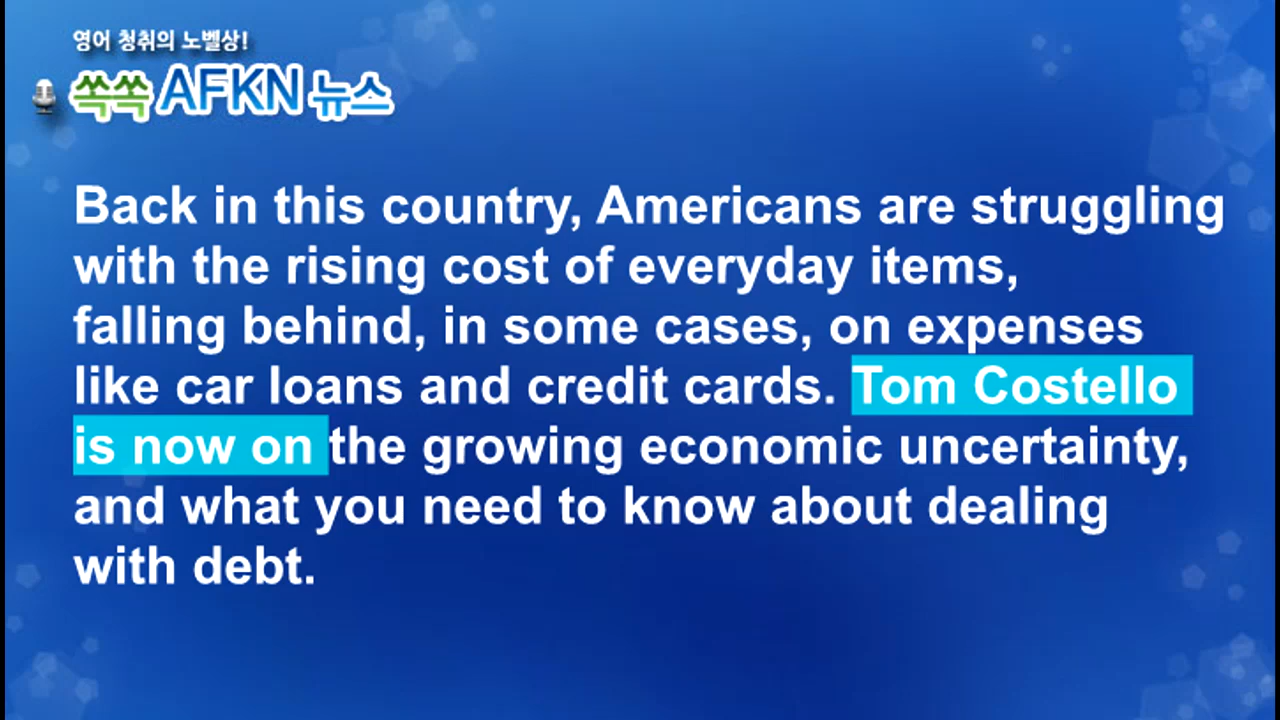 영어 청취의 노벨상!
쏙쏙 AFKN 뉴스
Back in this country, Americans are struggling
with the rising cost of everyday items,
falling behind, in some cases, on expenses
like car loans and credit cards. Tom Costello
is now on the growing economic uncertainty,
and what you need to know about dealing
with debt.